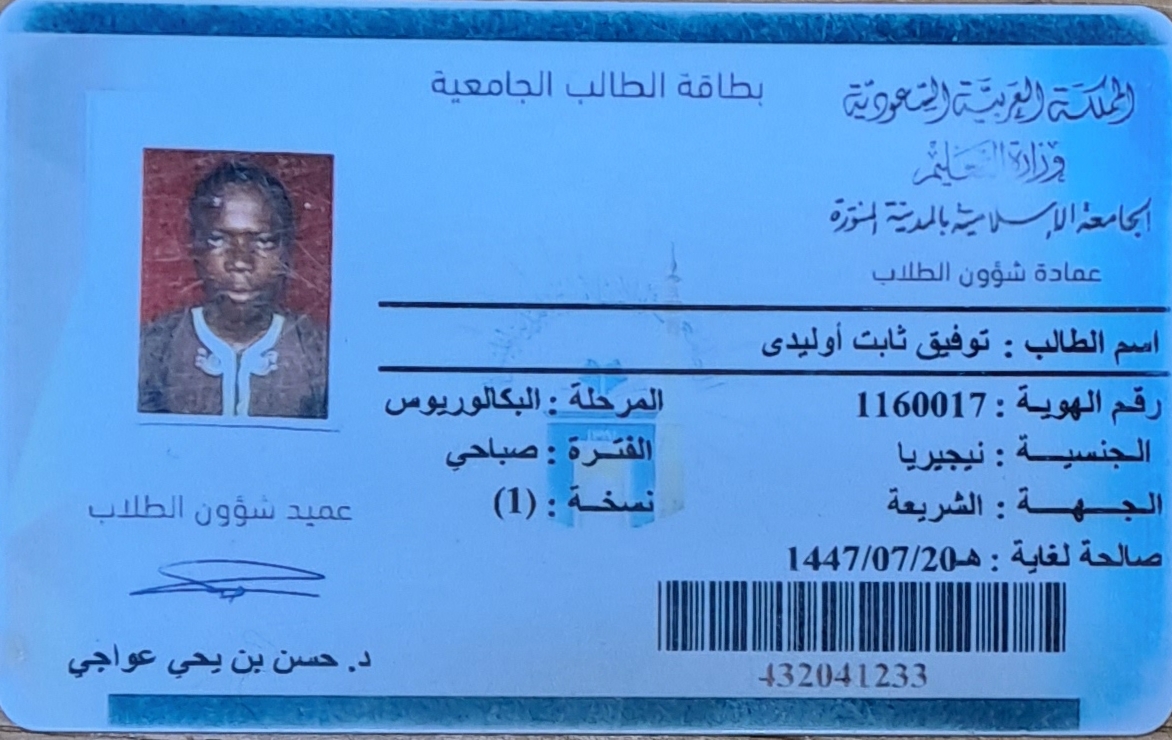 بطاقة الطالب الجامعية
المملكة العربية السعودية
وزارة التعليم
الجامعة الإسلامية بالمدينة المنورة
عمادة شؤون الطلاب
اسم الطالب : توفيق ثابت أوليدى
رقم الهوية : 1160017 المرحلة : البكالوريوس
الجنسية : نيجيريا الفترة : صباحي
الجهة : الشريعة نسخة : (1)
صالحة لغاية : 1447/07/20هـ
عميد شؤون الطلاب
د. حسن بن يحي عواجي
432041233